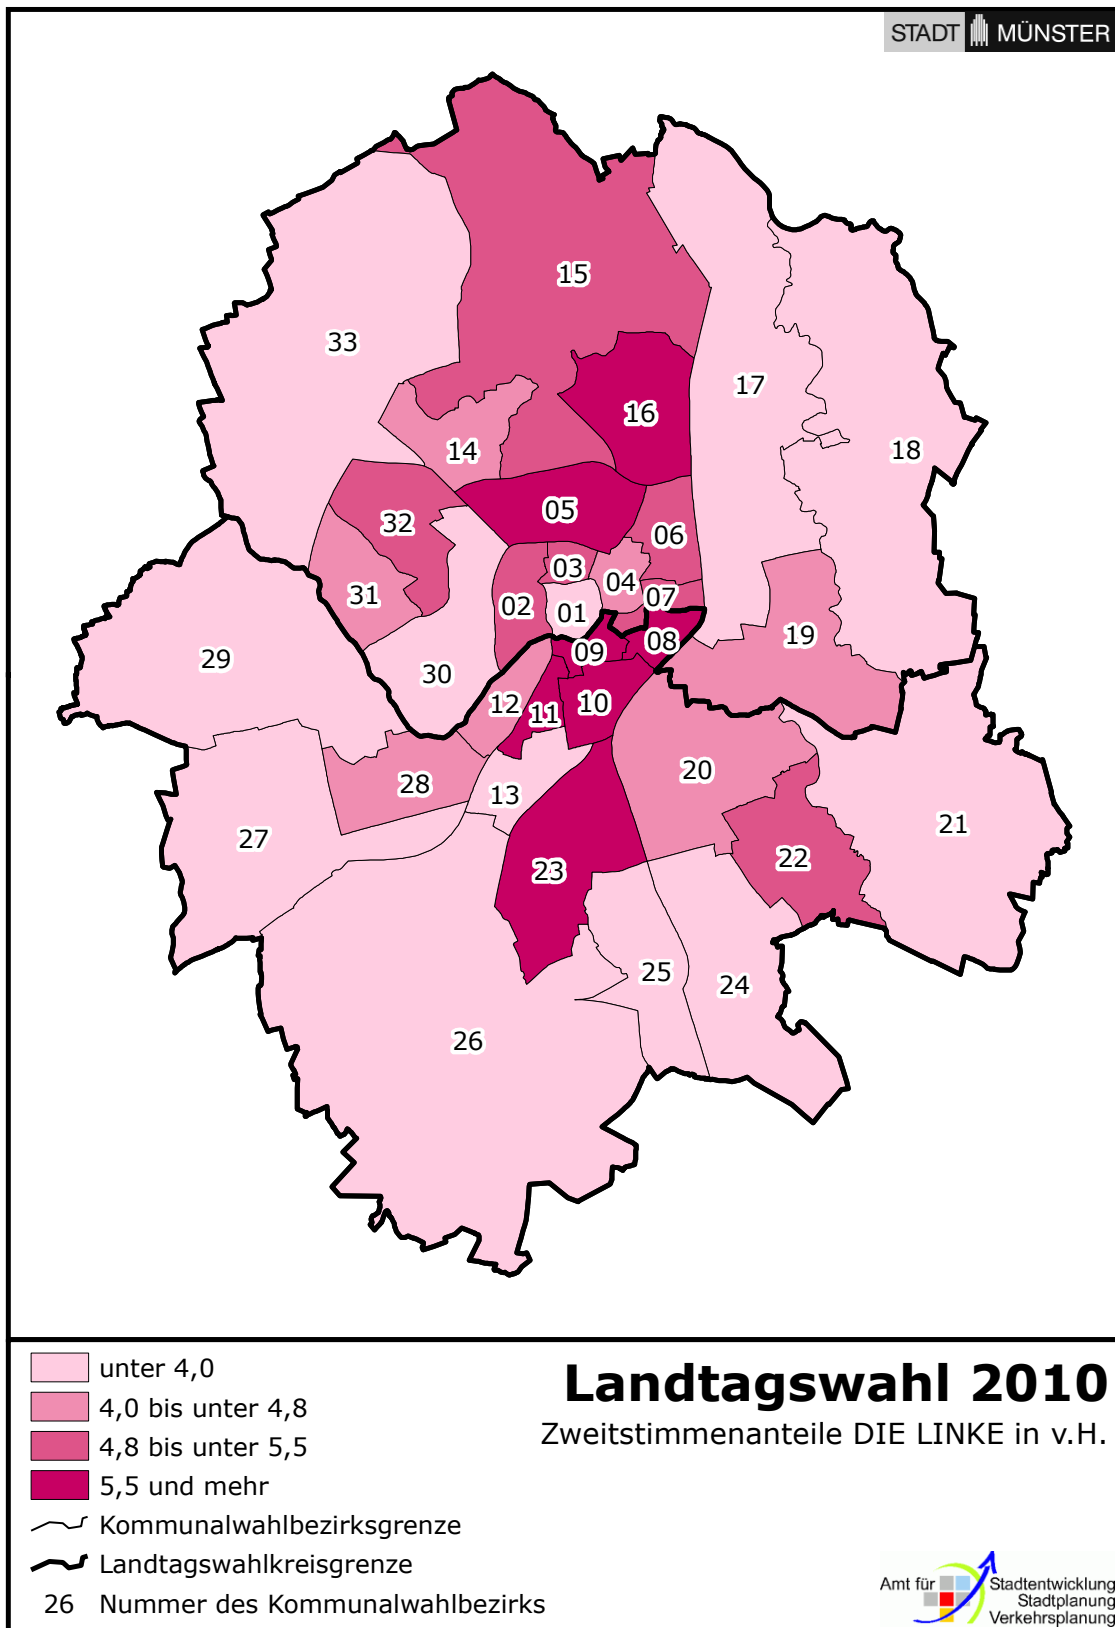 STADT MÜNSTER
15
33
17
16
18
14
05
32
06
03
04
07
31
02
01
19
08
09
29
30
12
10
11
20
28
13
21
27
22
23
25
24
26
unter 4,0
4,0 bis unter 4,8
4,8 bis unter 5,5
5,5 und mehr
Kommunalwahlbezirksgrenze
Landtagswahlkreisgrenze
26 Nummer des Kommunalwahlbezirks
Landtagswahl 2010
Zweitstimmenanteile DIE LINKE in v.H.
Amt für Stadtentwicklung
Stadtplanung
Verkehrsplanung